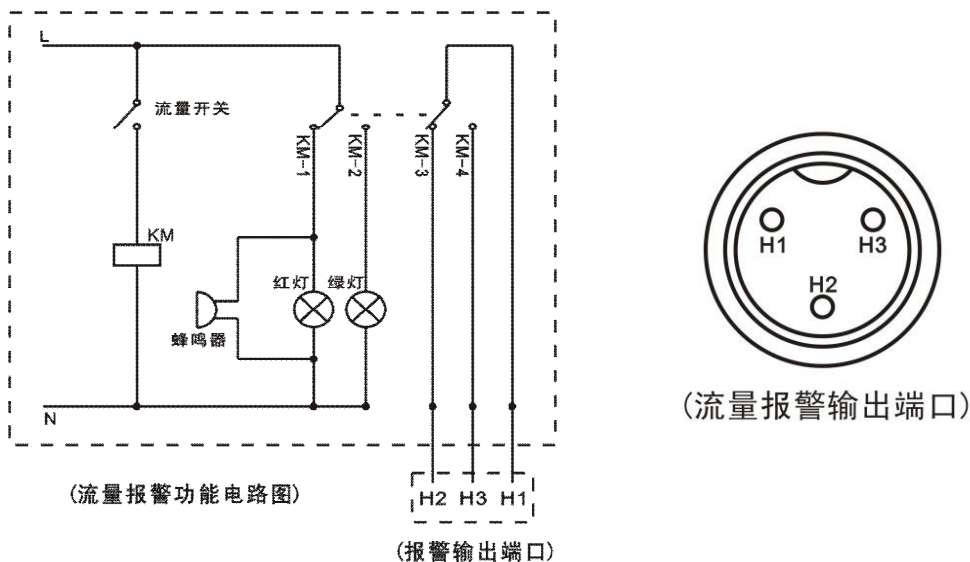 L
流量开关
KM-1
KM-2
KM-3
KM-4
KM
红灯
绿灯
蜂鸣器
N
(流量报警功能电路图)
H2 H3 H1
(报警输出端口)
H1
H3
H2
(流量报警输出端口)